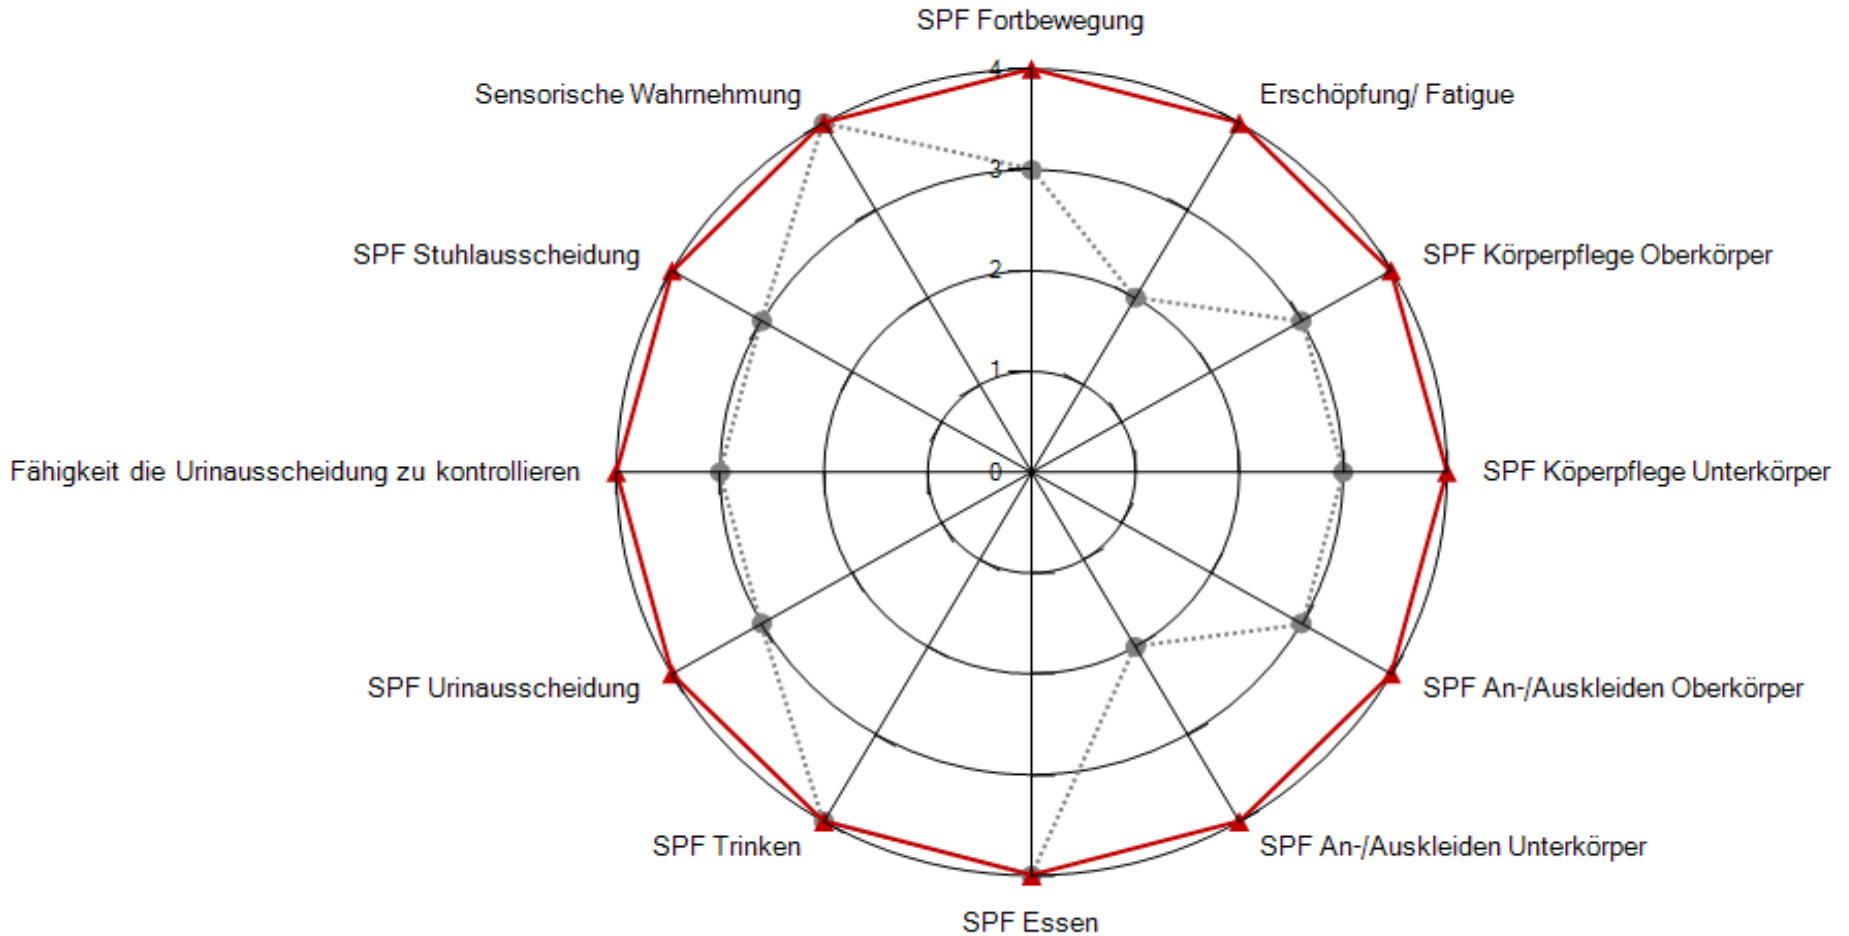 SPF Fortbewegung
4
Sensorische Wahrnehmung
Erschöpfung/ Fatigue
3
SPF Stuhlausscheidung
SPF Körperpflege Oberkörper
2
1
Fähigkeit die Urinausscheidung zu kontrollieren
0
SPF Köperpflege Unterkörper
SPF Urinausscheidung
SPF An-/Auskleiden Oberkörper
SPF Trinken
SPF An-/Auskleiden Unterkörper
SPF Essen